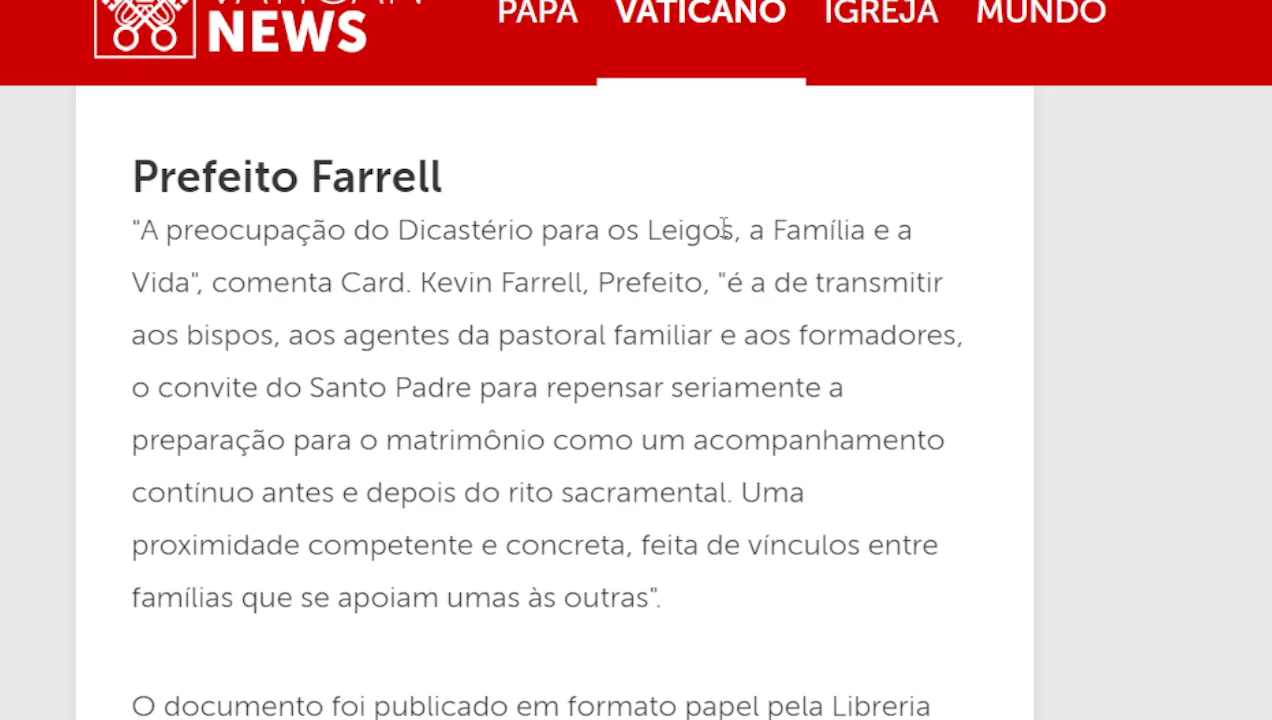 VATICAN
NEWS
PAPA VATICANO IGREJA MUNDO
Prefeito Farrell
"A preocupação do Dicastério para os Leigos, a Família e a
Vida", comenta Card. Kevin Farrell, Prefeito, "é a de transmitir
aos bispos, aos agentes da pastoral familiar e aos formadores,
o convite do Santo Padre para repensar seriamente a
preparação para o matrimônio como um acompanhamento
contínuo antes e depois do rito sacramental. Uma
proximidade competente e concreta, feita de vínculos entre
famílias que se apoiam umas às outras".
O documento foi publicado em formato papel pela Libreria